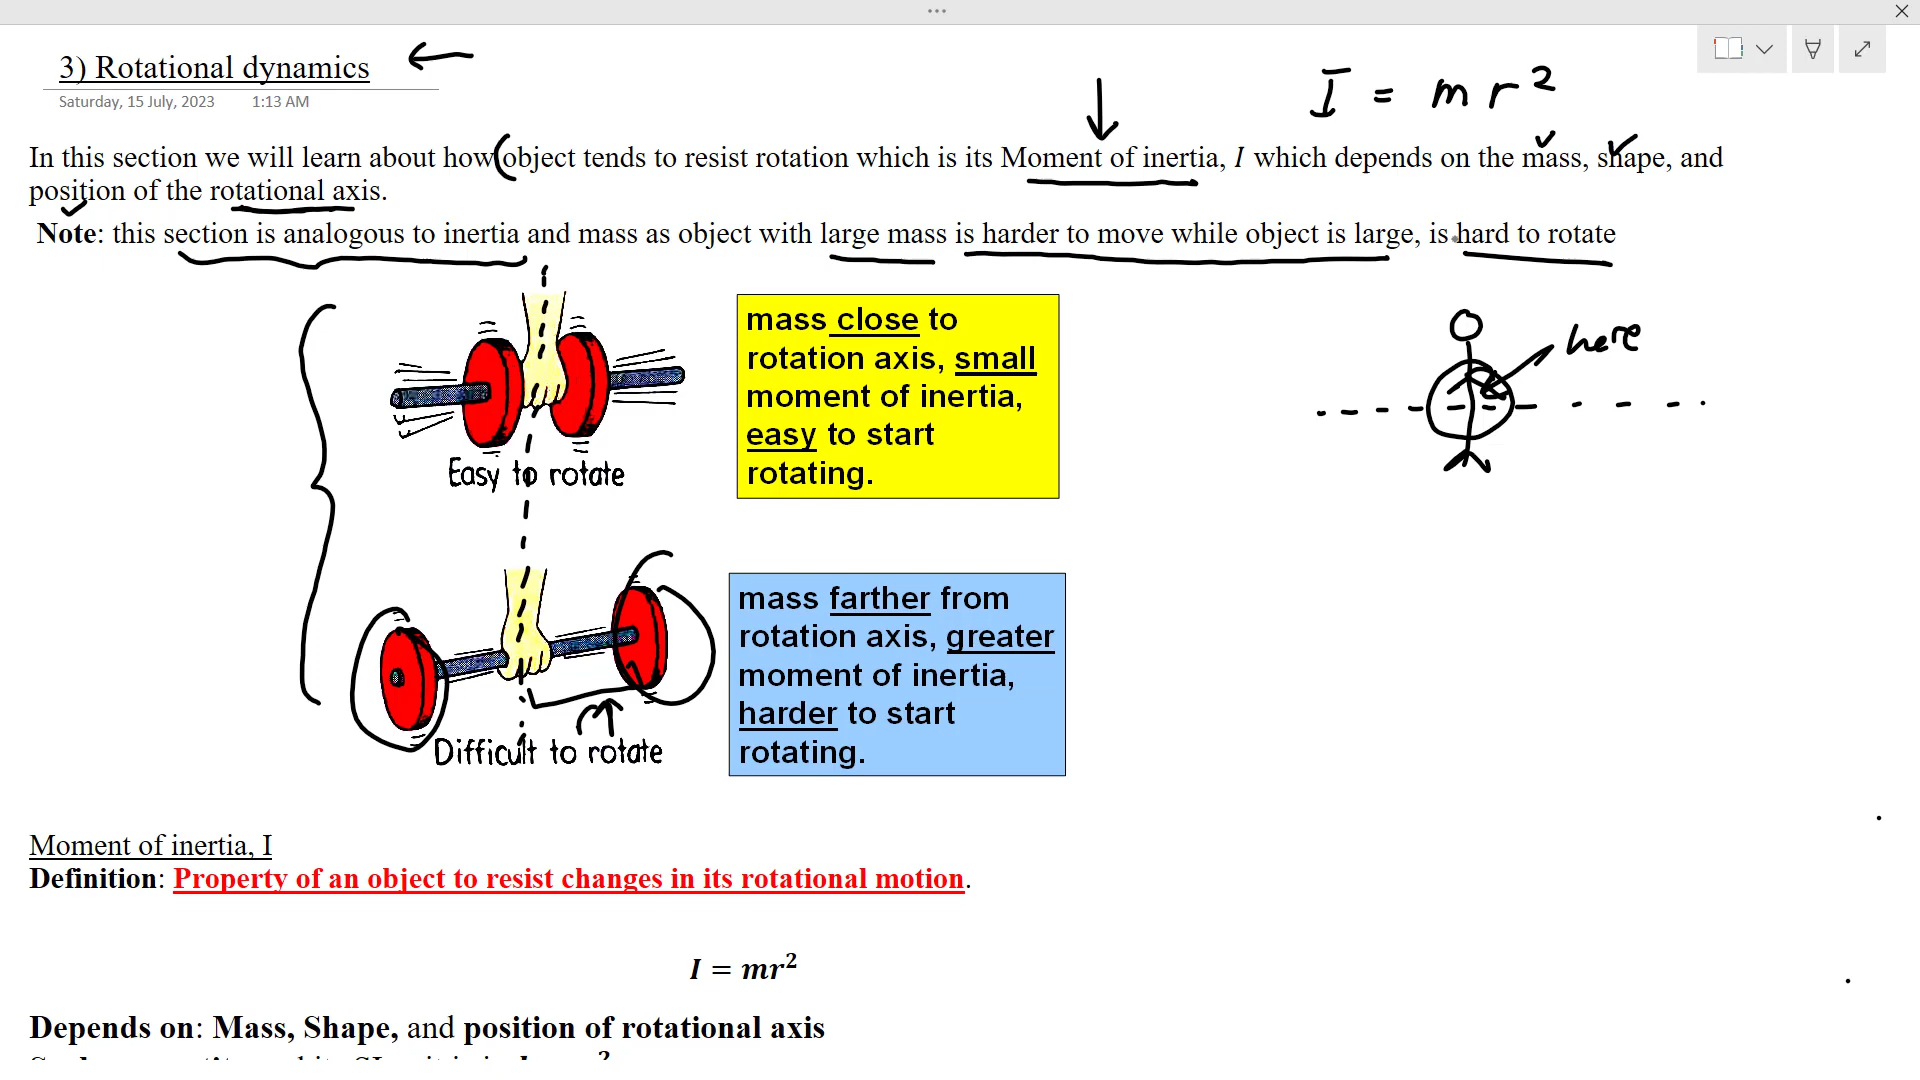 3) Rotational dynamics
Saturday, 15 July, 2023 1:13 AM
I = mr²
In this section we will learn about how object tends to resist rotation which is its Moment of inertia, I which depends on the mass, shape, and
position of the rotational axis.
Note: this section is analogous to inertia and mass as object with large mass is harder to move while object is large, is hard to rotate
mass close to
rotation axis, small
moment of inertia,
easy to start
rotating.
Easy to rotate
here
mass farther from
rotation axis, greater
moment of inertia,
harder to start
rotating.
Difficult to rotate
Moment of inertia, I
Definition: Property of an object to resist changes in its rotational motion.
I = mr²
Depends on: Mass, Shape, and position of rotational axis